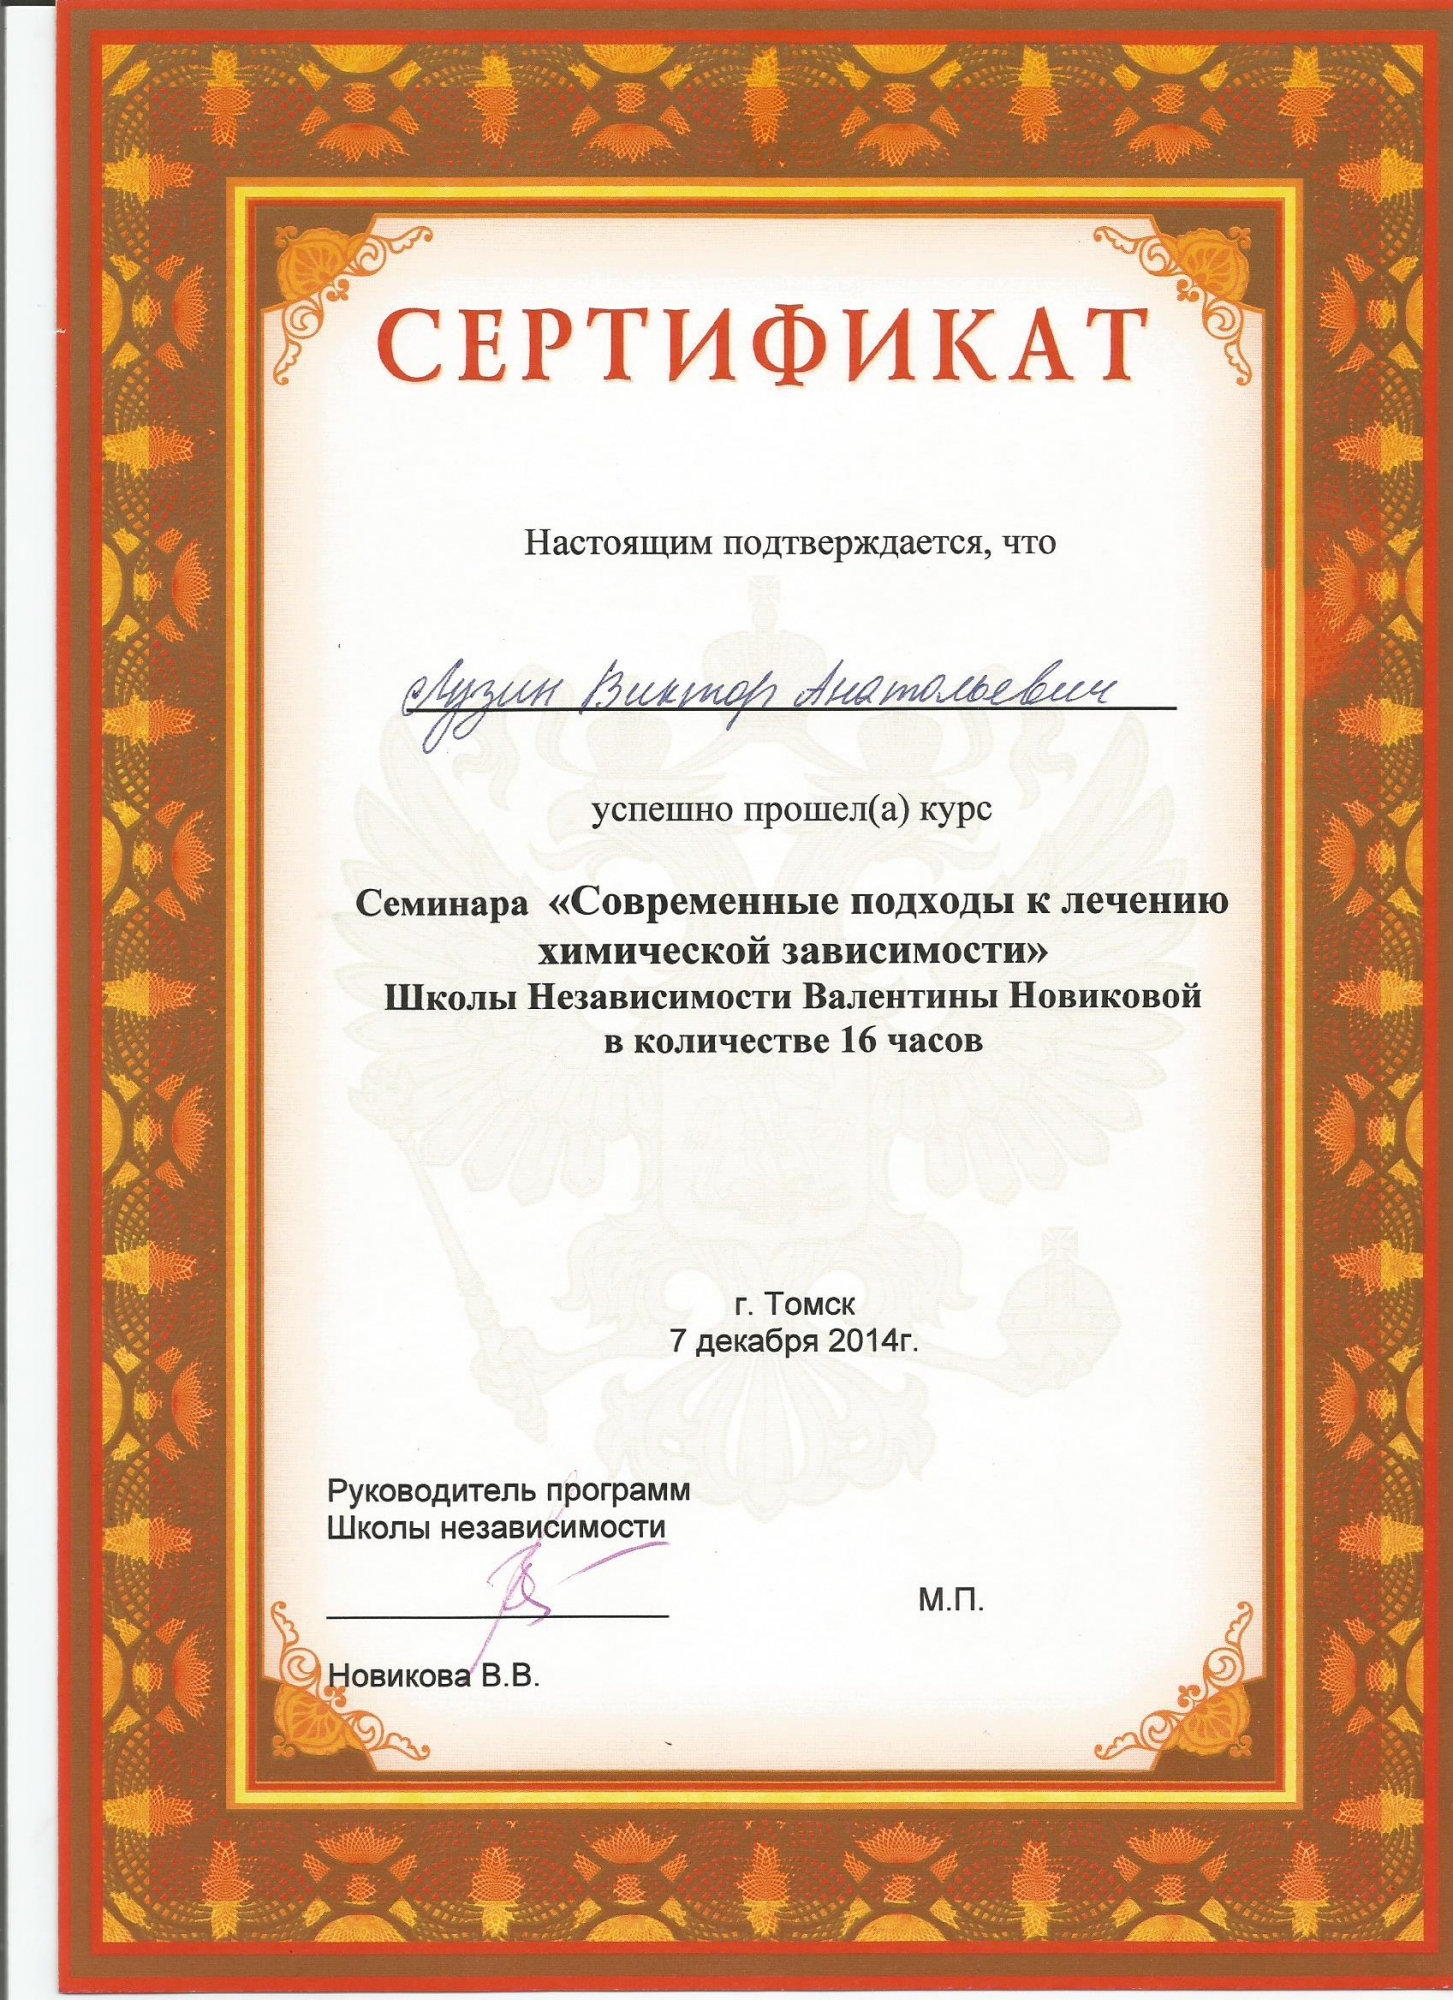 СЕРТИФИКАТ
Настоящим подтверждается, что
Лузин Виктор Анатольевич
успешно прошел(а) курс
Семинара «Современные подходы к лечению
химической зависимости»
Школы Независимости Валентины Новиковой
в количестве 16 часов
г. Томск
7 декабря 2014г.
Руководитель программ
Школы независимости
М.П.
Новикова В.В.